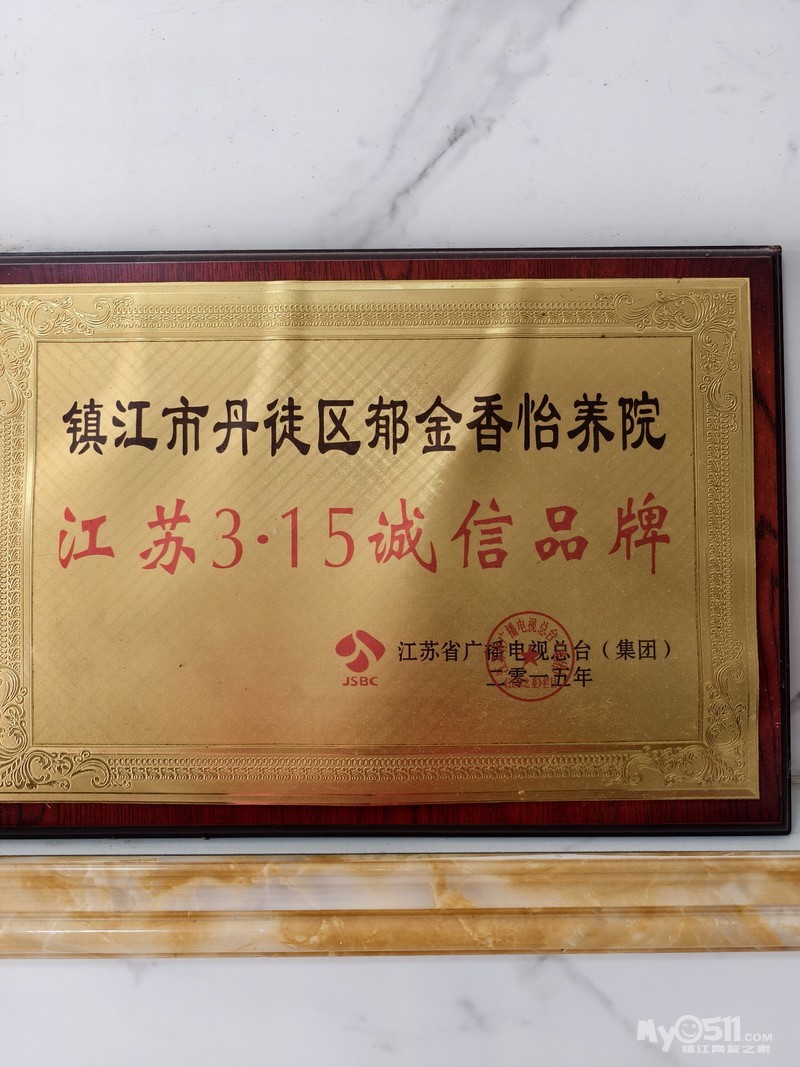 镇江市丹徒区郁金香怡养院
江苏3·15诚信品牌
JSBC
江苏省广播电视总台（集团）
二零一五年
My0511.COM
镇江网友之家